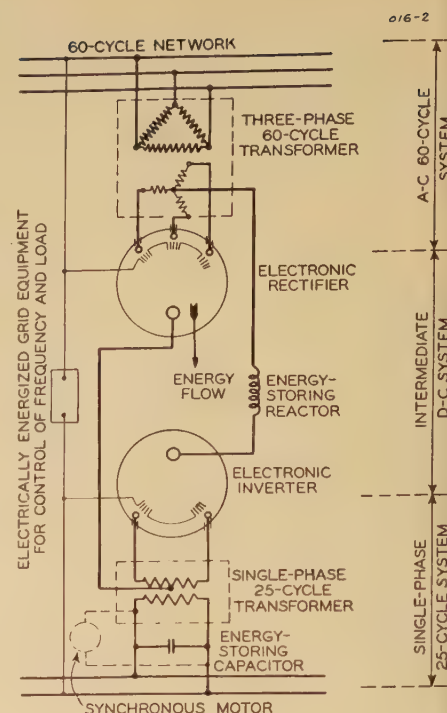 016-2
60-CYCLE NETWORK
THREE-PHASE
60-CYCLE
TRANSFORMER
A-C 60-CYCLE
SYSTEM
ELECTRICALLY ENERGIZED GRID EQUIPMENT
FOR CONTROL OF FREQUENCY AND LOAD
ELECTRONIC
RECTIFIER
ENERGY
FLOW
ENERGY-
STORING
REACTOR
INTERMEDIATE
D-C SYSTEM
ELECTRONIC
INVERTER
SINGLE-PHASE
25-CYCLE
TRANSFORMER
ENERGY-
STORING
CAPACITOR
SINGLE-PHASE
25-CYCLE SYSTEM
SYNCHRONOUS MOTOR